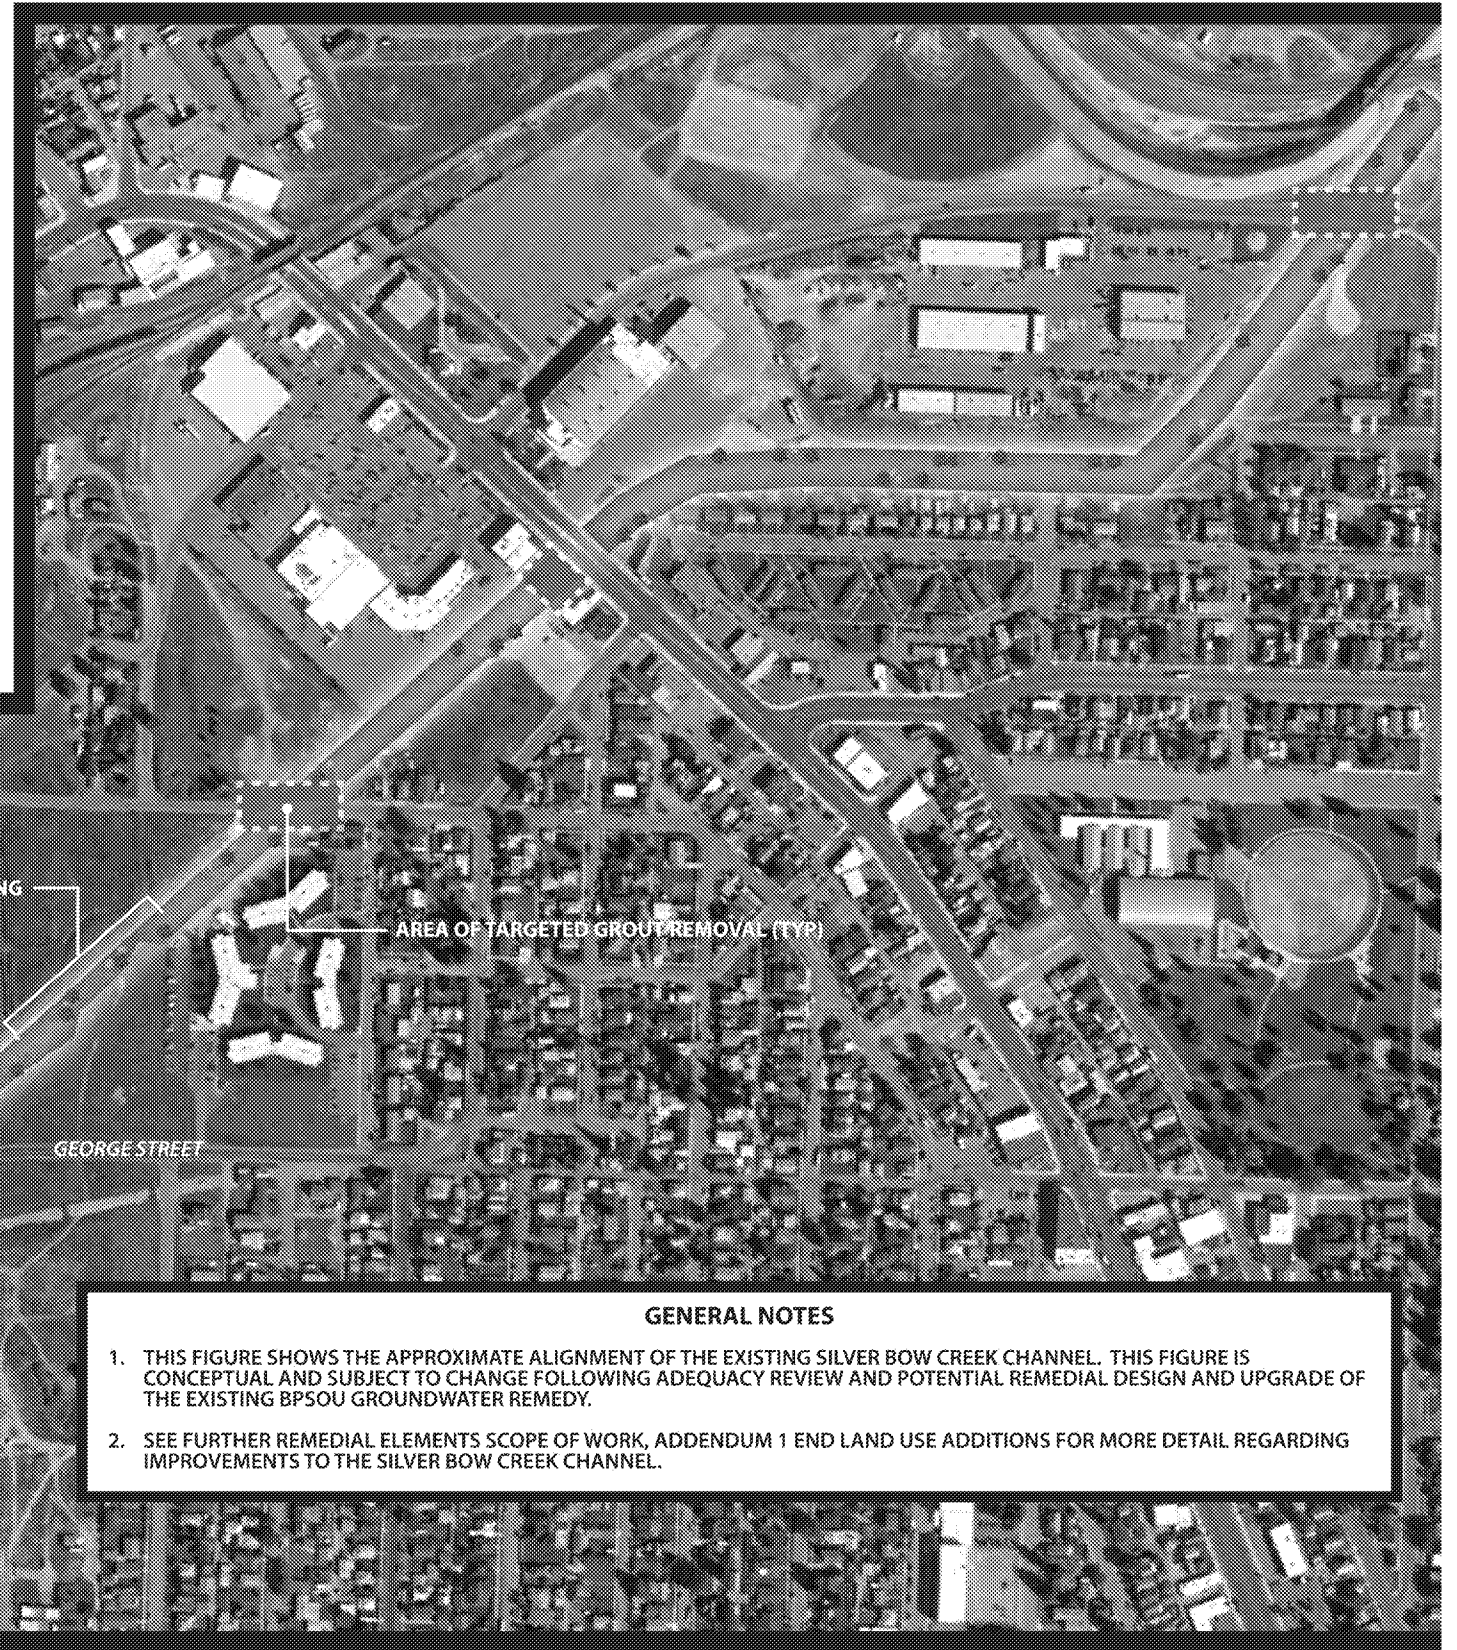 NG
AREA OF TARGETED GROUT REMOVAL (TYP)
GEORGE STREET
GENERAL NOTES
1. THIS FIGURE SHOWS THE APPROXIMATE ALIGNMENT OF THE EXISTING SILVER BOW CREEK CHANNEL. THIS FIGURE IS
CONCEPTUAL AND SUBJECT TO CHANGE FOLLOWING ADEQUACY REVIEW AND POTENTIAL REMEDIAL DESIGN AND UPGRADE OF
THE EXISTING BPSOU GROUNDWATER REMEDY.
2. SEE FURTHER REMEDIAL ELEMENTS SCOPE OF WORK, ADDENDUM 1 END LAND USE ADDITIONS FOR MORE DETAIL REGARDING
IMPROVEMENTS TO THE SILVER BOW CREEK CHANNEL.